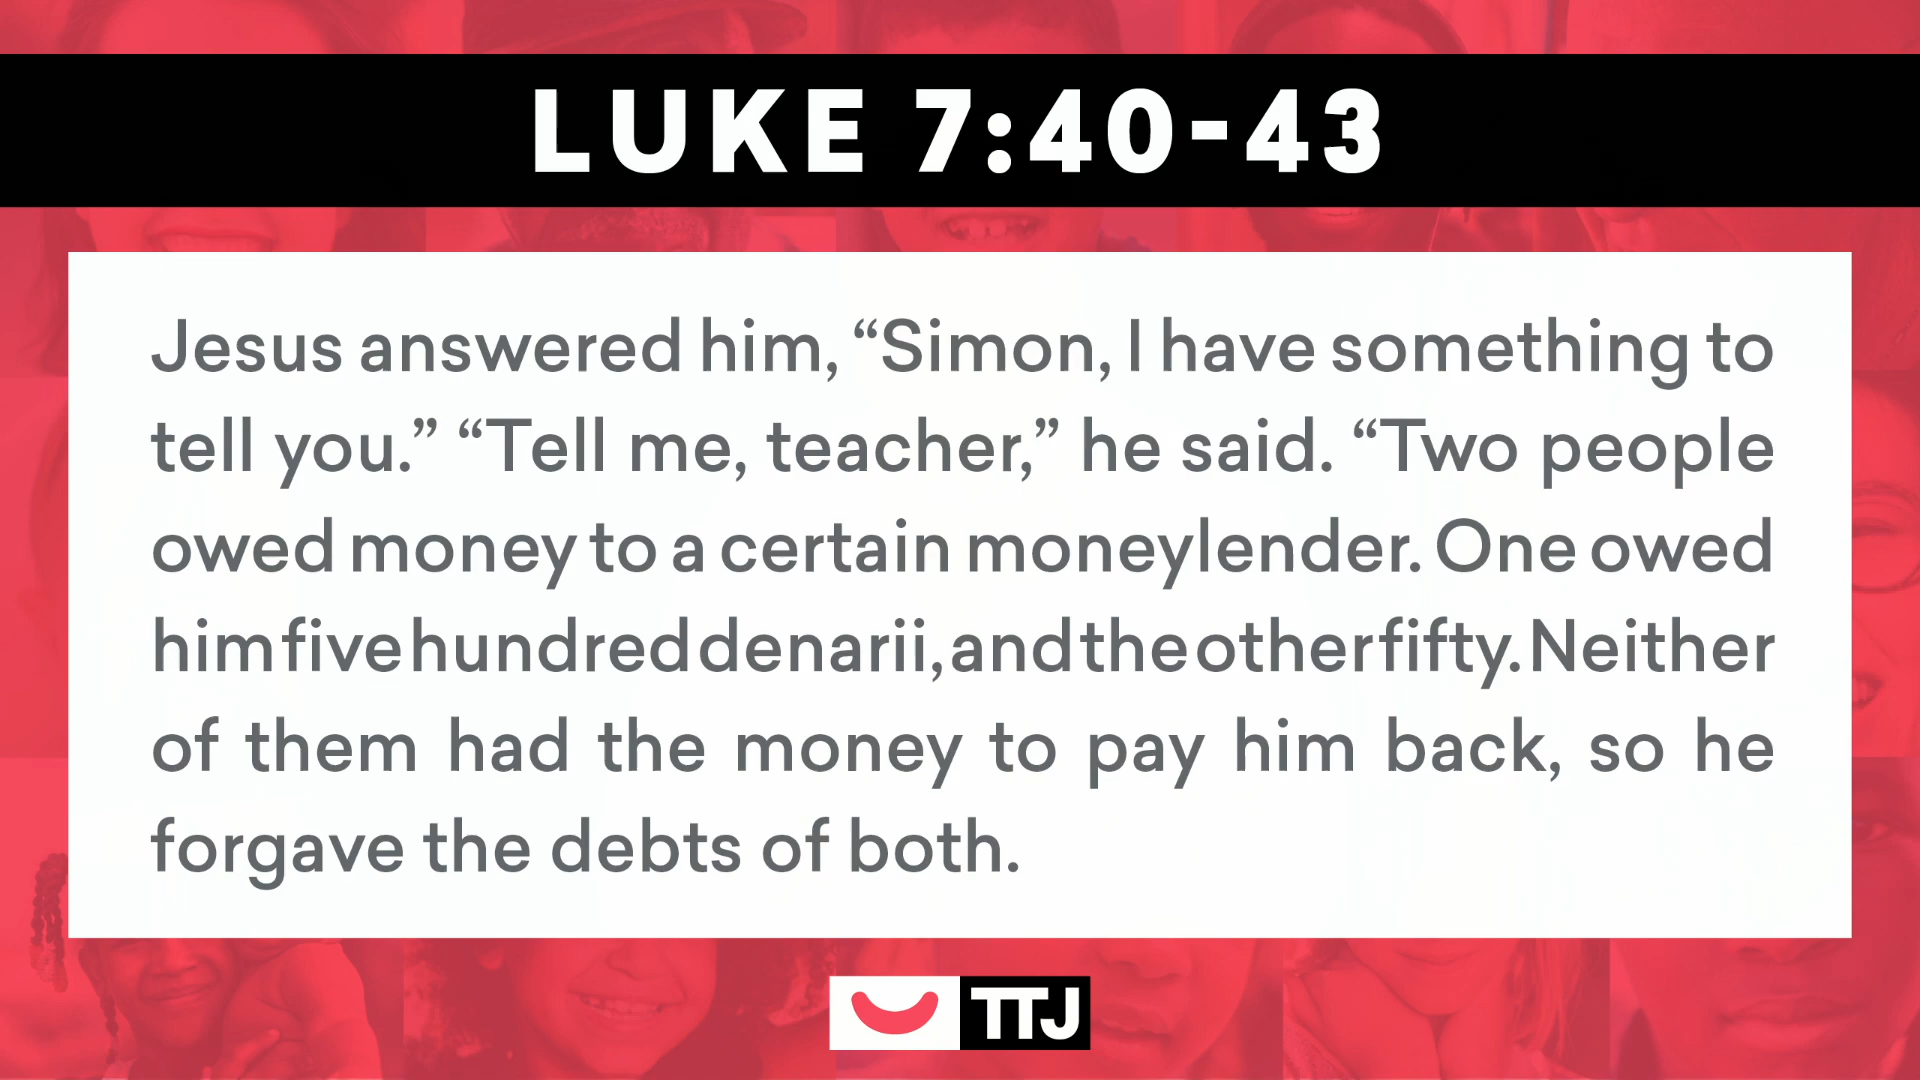 LUKE 7:40-43
Jesus answered him, “Simon, I have something to
tell you.” “Tell me, teacher,” he said. “Two people
owed money to a certain moneylender. One owed
him five hundred denarii, and the other fifty. Neither
of them had the money to pay him back, so he
forgave the debts of both.
TTJ